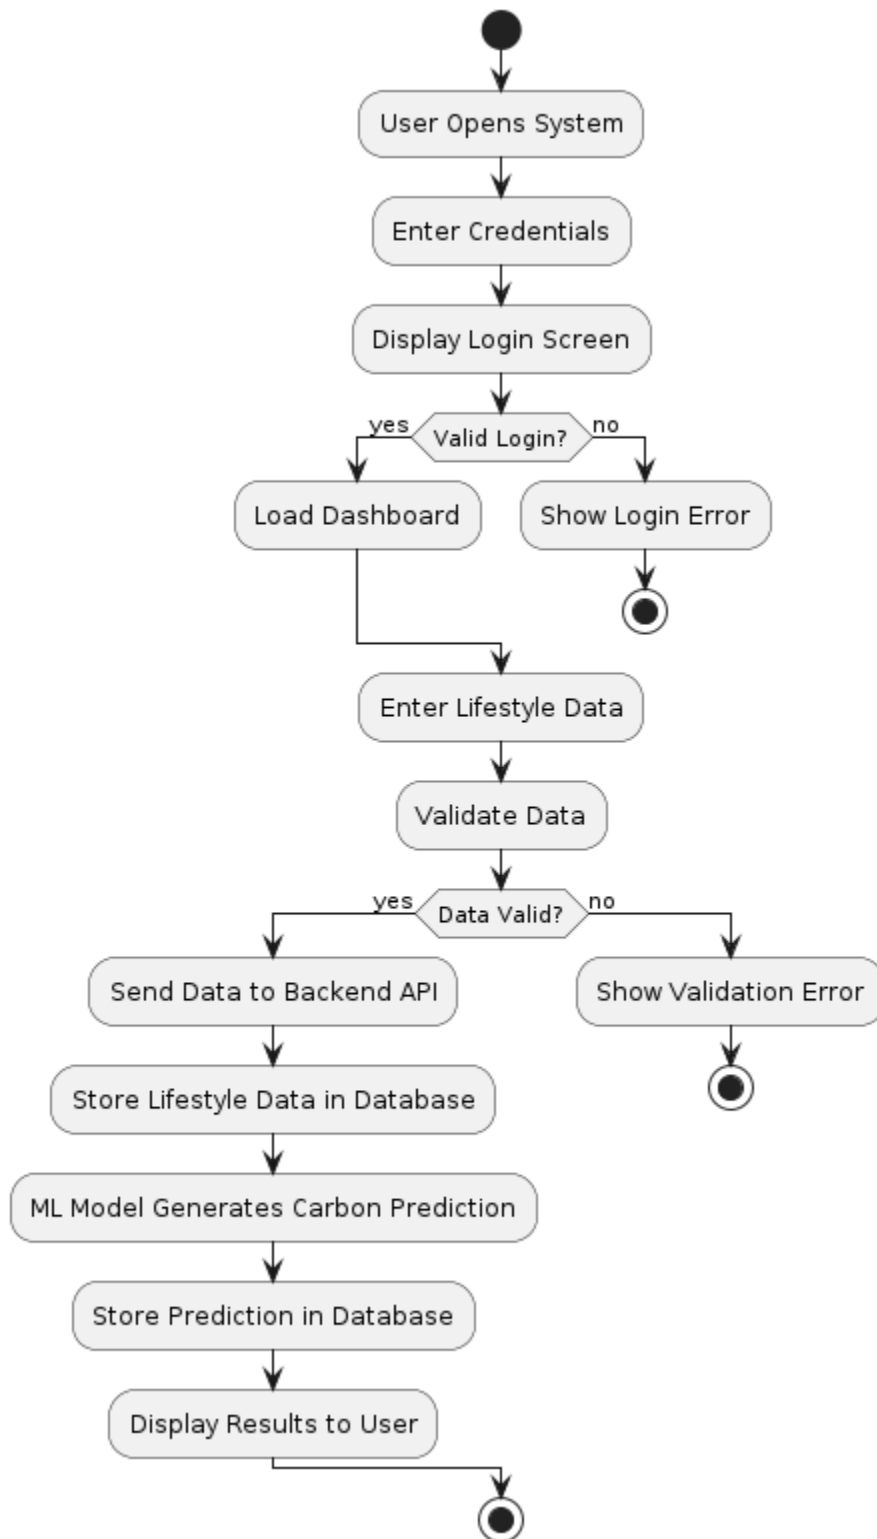 User Opens System
Enter Credentials
Display Login Screen
yes
Valid Login?
no
Load Dashboard
Show Login Error
Enter Lifestyle Data
Validate Data
yes
Data Valid?
no
Send Data to Backend API
Show Validation Error
Store Lifestyle Data in Database
ML Model Generates Carbon Prediction
Store Prediction in Database
Display Results to User